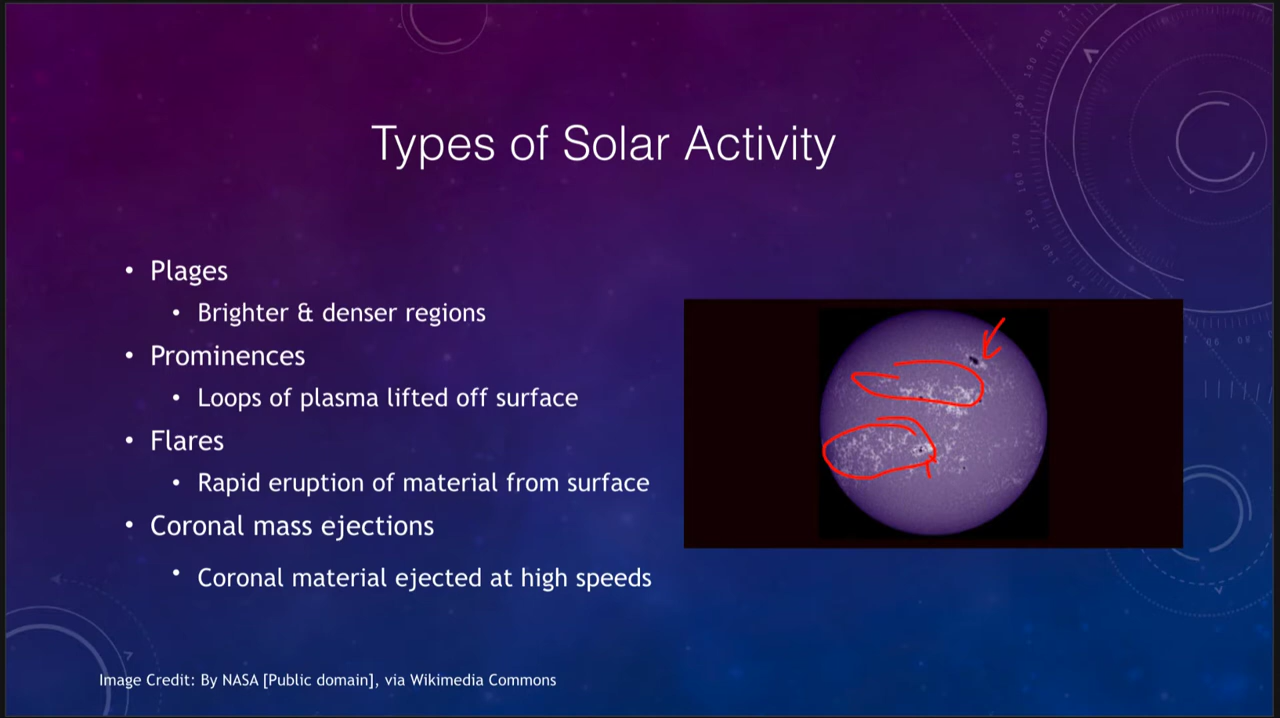 Types of Solar Activity
• Plages
• Brighter & denser regions
• Prominences
• Loops of plasma lifted off surface
• Flares
• Rapid eruption of material from surface
• Coronal mass ejections
• Coronal material ejected at high speeds
Image Credit: By NASA [Public domain], via Wikimedia Commons